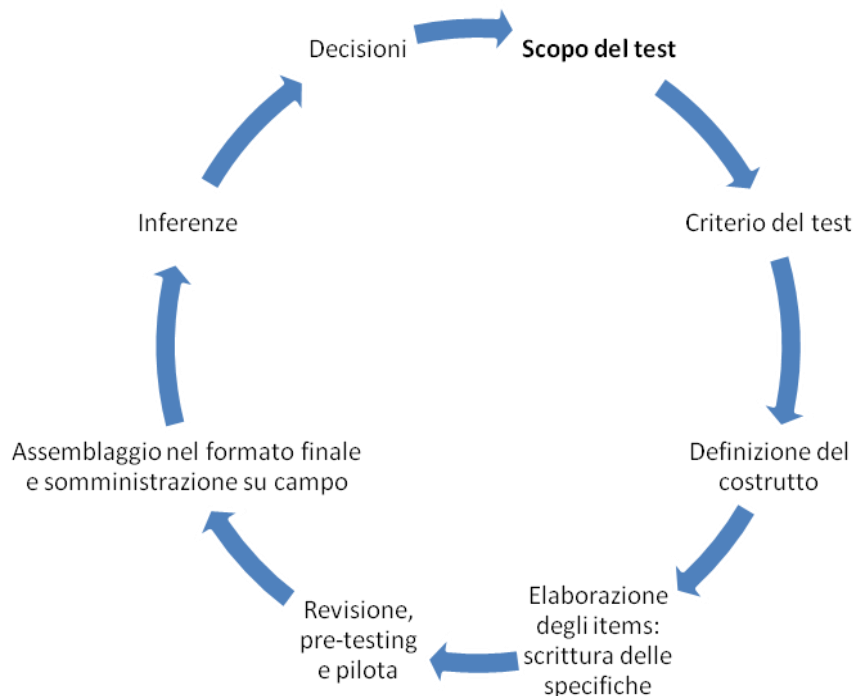 Decisioni
Scopo del test
Criterio del test
Definizione del
costrutto
Elaborazione
degli items:
scrittura delle
specifiche
Revisione,
pre-testing
e pilota
Assemblaggio nel formato finale
e somministrazione su campo
Inferenze